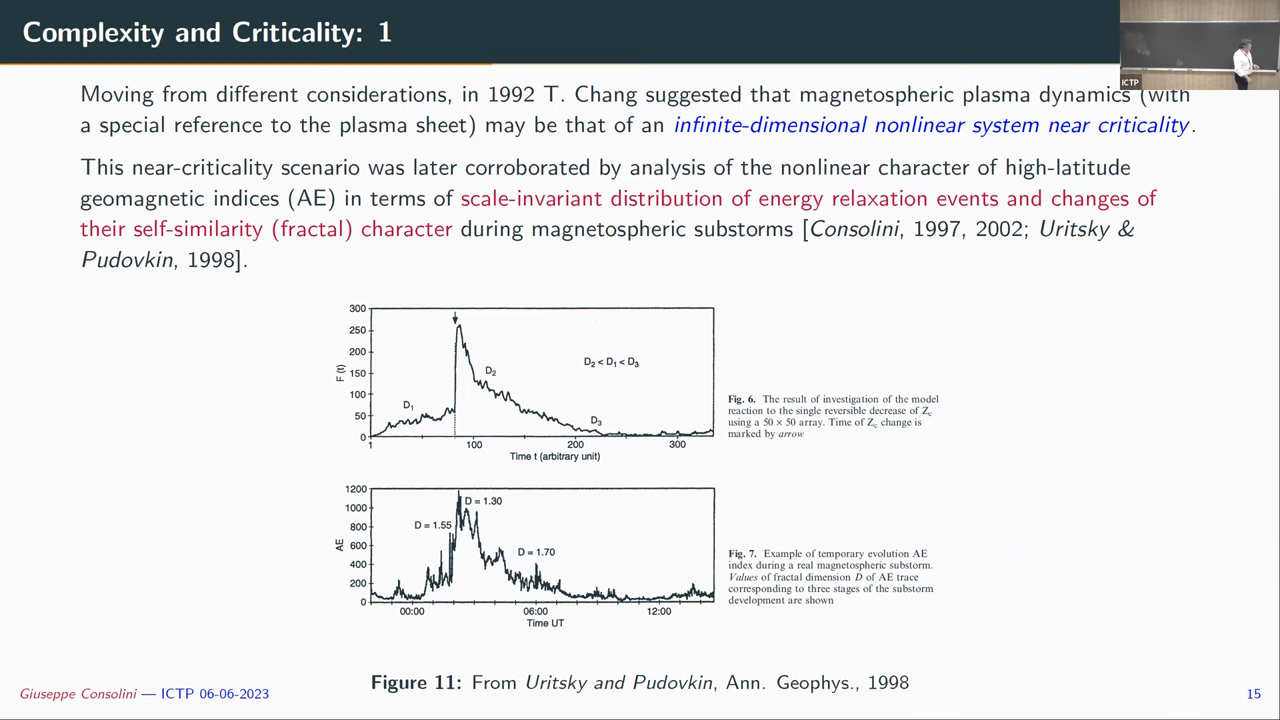 Complexity and Criticality: 1
ICTP
Moving from different considerations, in 1992 T. Chang suggested that magnetospheric plasma dynamics (with
a special reference to the plasma sheet) may be that of an infinite-dimensional nonlinear system near criticality.
This near-criticality scenario was later corroborated by analysis of the nonlinear character of high-latitude
geomagnetic indices (AE) in terms of scale-invariant distribution of energy relaxation events and changes of
their self-similarity (fractal) character during magnetospheric substorms [Consolini, 1997, 2002; Uritsky &
Pudovkin, 1998].
300
250
200
150
100
50
0
F (t)
D₁
D₂
D₃
D₂ < D₁ < D₃
1
100
200
300
Time t (arbitrary unit)
Fig. 6. The result of investigation of the model
reaction to the single reversible decrease of Zc
using a 50 × 50 array. Time of Zc change is
marked by arrow
1200
1000
800
600
400
200
0
AE
D = 1.55
D = 1.30
D = 1.70
00:00
06:00
12:00
Time UT
Fig. 7. Example of temporary evolution AE
index during a real magnetospheric substorm.
Values of fractal dimension D of AE trace
corresponding to three stages of the substorm
development are shown
Figure 11: From Uritsky and Pudovkin, Ann. Geophys., 1998
Giuseppe Consolini — ICTP 06-06-2023
15